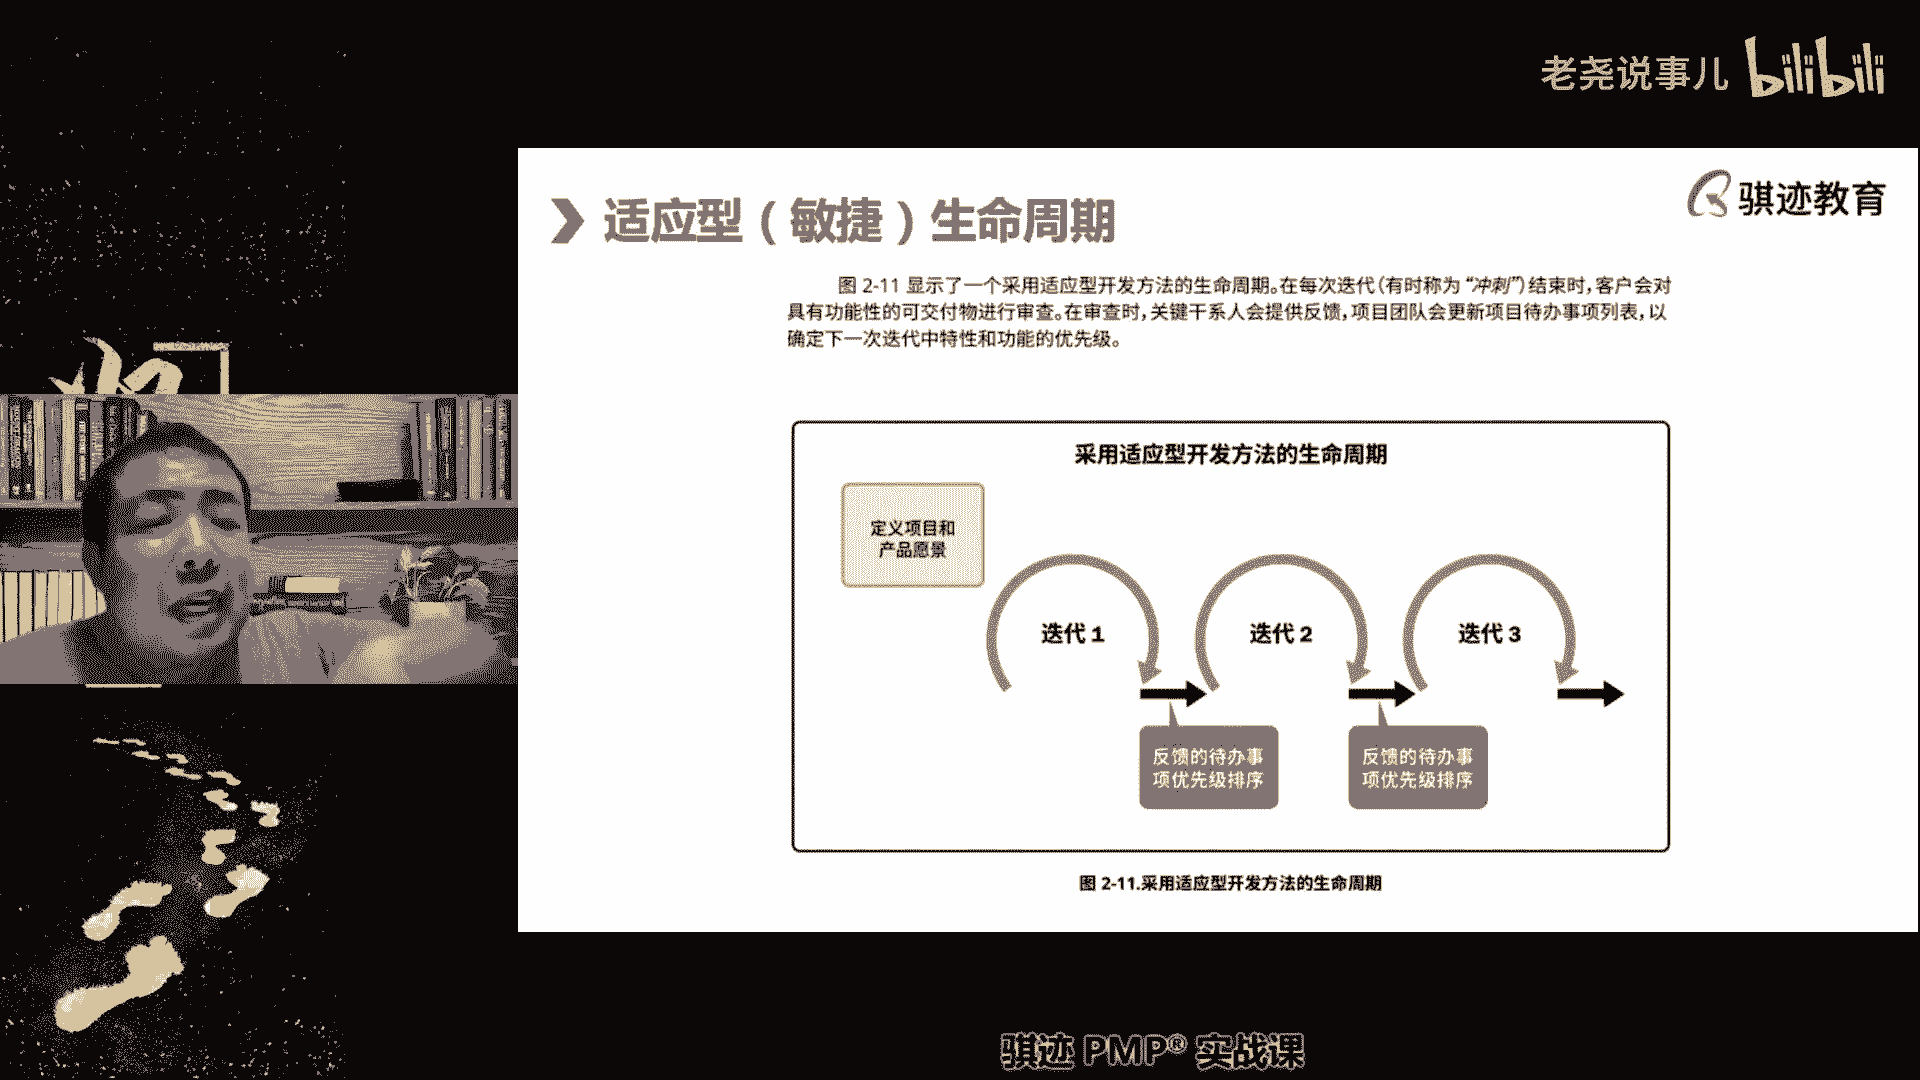 老尧说事儿 bilibili
骐迹教育
适应型（敏捷）生命周期
图 2-11 显示了一个采用适应型开发方法的生命周期。在每次迭代（有时称为“冲刺”）结束时，客户会对
具有功能性的可交付物进行审查。在审查时，关键干系人会提供反馈，项目团队会更新项目待办事项列表，以
确定下一次迭代中特性和功能的优先级。
采用适应型开发方法的生命周期
定义项目和
产品愿景
迭代 1
迭代 2
迭代 3
反馈的待办事
项优先级排序
反馈的待办事
项优先级排序
图 2-11.采用适应型开发方法的生命周期
骐迹 PMP® 实战课